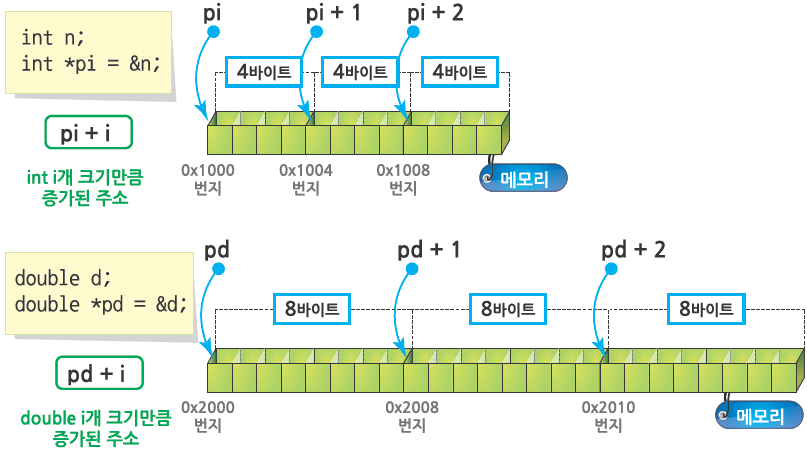 pi
pi + 1
pi + 2
int n;
int *pi = &n;
4바이트
4바이트
4바이트
pi + i
int i개 크기만큼
증가된 주소
0x1000
번지
0x1004
번지
0x1008
번지
메모리
pd
pd + 1
pd + 2
double d;
double *pd = &d;
8바이트
8바이트
8바이트
pd + i
double i개 크기만큼
증가된 주소
0x2000
번지
0x2008
번지
0x2010
번지
메모리